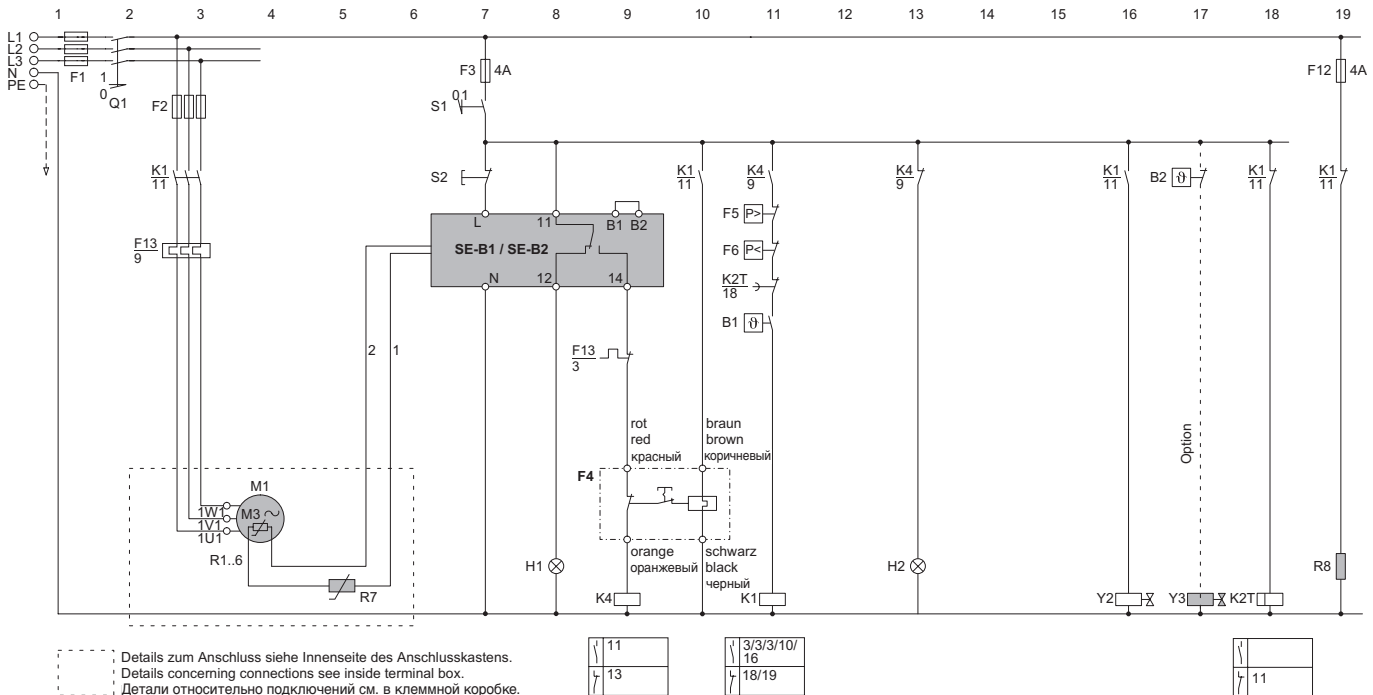 1 2 3 4 5 6 7 8 9 10 11 12 13 14 15 16 17 18 19
L1
L2
L3
N
PE
F1
1
0
Q1
F2
F3 4A
F12 4A
S1 0 1
K1
11
S2
K1
11
K4
9
K4
9
K1
11
B2 ϑ
K1
11
K1
11
L 11 B1 B2
SE-B1 / SE-B2
N 12 14
F5 P>
F6 P<
K2T
18
B1 ϑ
F13
9
2 1
F13
3
rot
red
красный
braun
brown
коричневый
Option
F4
M1
M3
1W1
1V1
1U1
R1..6
R7
orange
оранжевый
schwarz
black
черный
H1
H2
R8
K4
K1
Y2
Y3
K2T
11
13
3/3/3/10/
16
18/19
11
Details zum Anschluss siehe Innenseite des Anschlusskastens.
Details concerning connections see inside terminal box.
Детали относительно подключений см. в клеммной коробке.